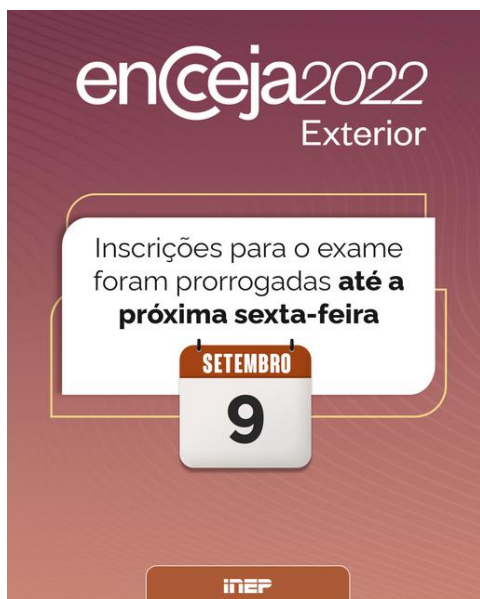 encceja2022
Exterior
Inscrições para o exame
foram prorrogadas até a
próxima sexta-feira
SETEMBRO
9
inep